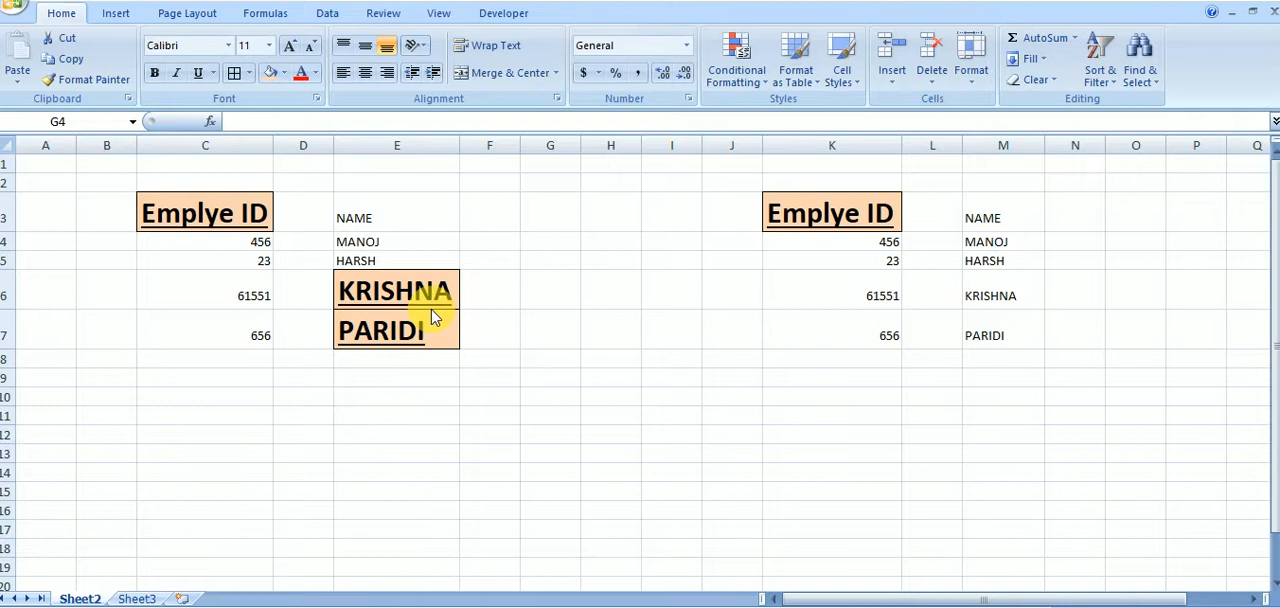 Home Insert Page Layout Formulas Data Review View Developer
Cut Calibri 11 A A Wrap Text General AutoSum
Copy Fill
Paste Format Painter B I U A Merge & Center $ % , .0 .00 .00 .0 Conditional Formatting Format as Table Cell Styles Insert Delete Format Clear Sort & Filter Find & Select
Clipboard Font Alignment Number Styles Cells Editing
G4 fx
A B C D E F G H I J K L M N O P Q
1
2
3 Emplye ID NAME Emplye ID NAME
4 456 MANOJ 456 MANOJ
5 23 HARSH 23 HARSH
6 61551 KRISHNA 61551 KRISHNA
7 656 PARIDI 656 PARIDI
8
9
10
11
12
13
14
15
16
17
18
19
20
Sheet2 Sheet3